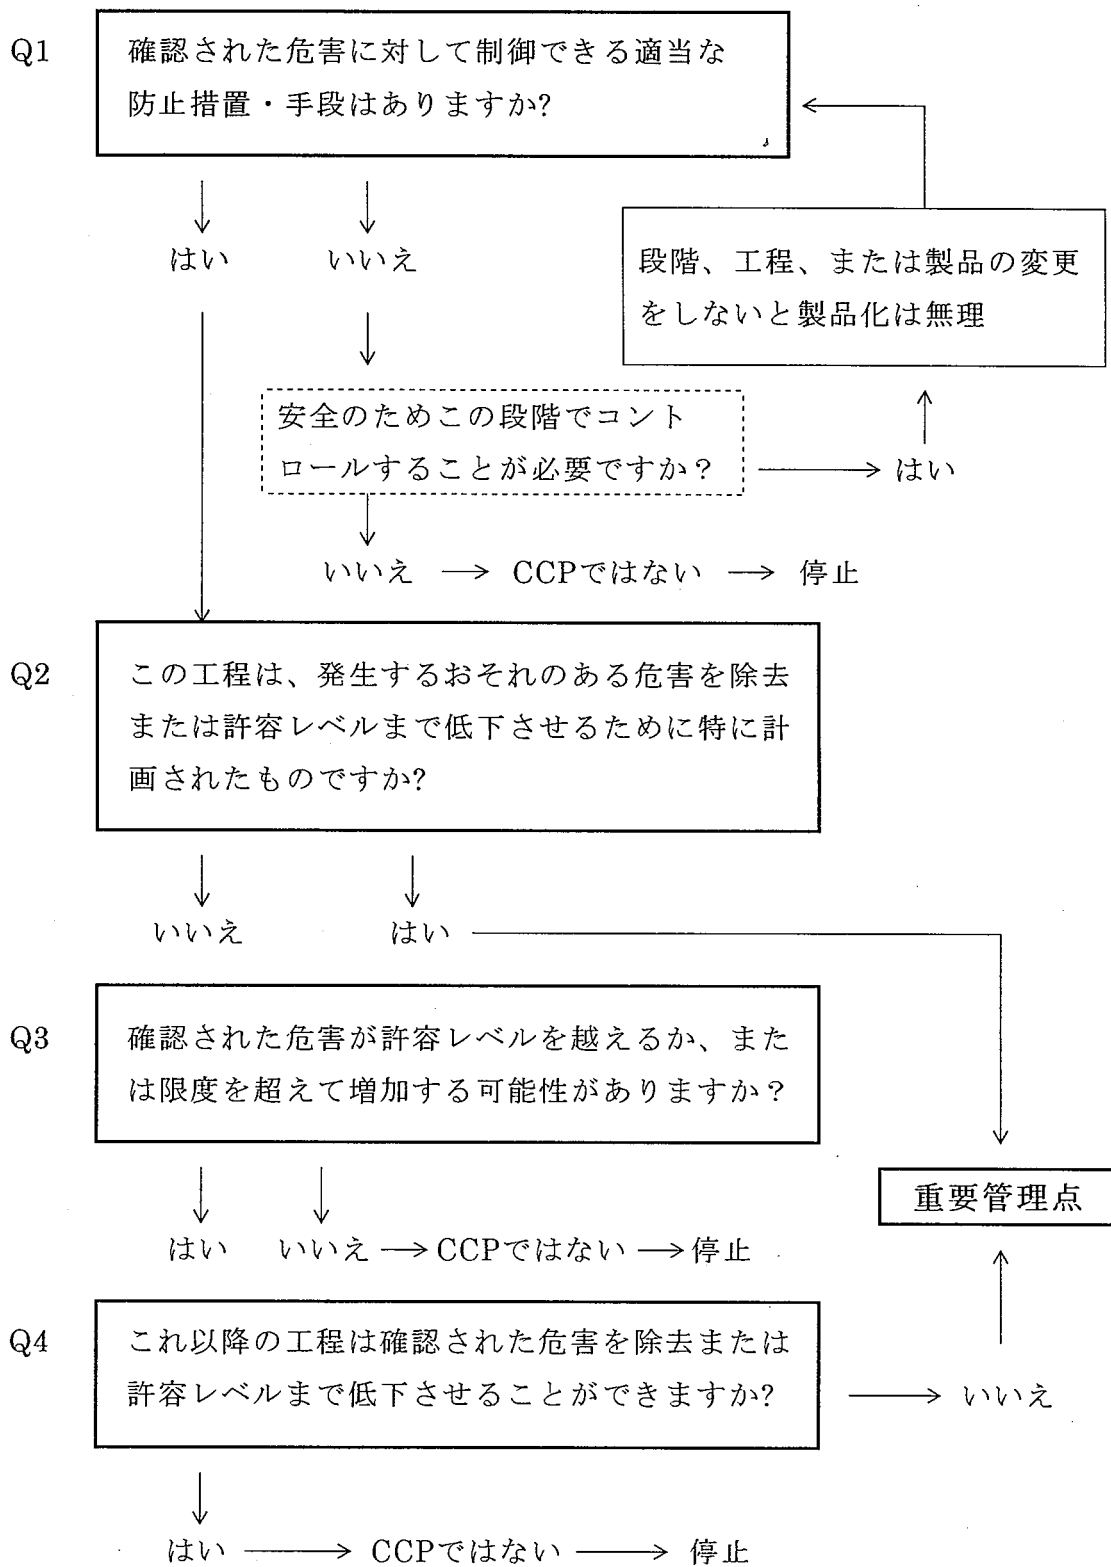 Q1
確認された危害に対して制御できる適当な
防止措置・手段はありますか?
はい
いいえ
段階、工程、または製品の変更
をしないと製品化は無理
安全のためこの段階でコント
ロールすることが必要ですか？
はい
いいえ → CCPではない → 停止
Q2
この工程は、発生するおそれのある危害を除去
または許容レベルまで低下させるために特に計
画されたものですか?
いいえ
はい
Q3
確認された危害が許容レベルを越えるか、また
は限度を超えて増加する可能性がありますか？
重要管理点
はい いいえ → CCPではない → 停止
Q4
これ以降の工程は確認された危害を除去または
許容レベルまで低下させることができますか?
いいえ
はい → CCPではない → 停止